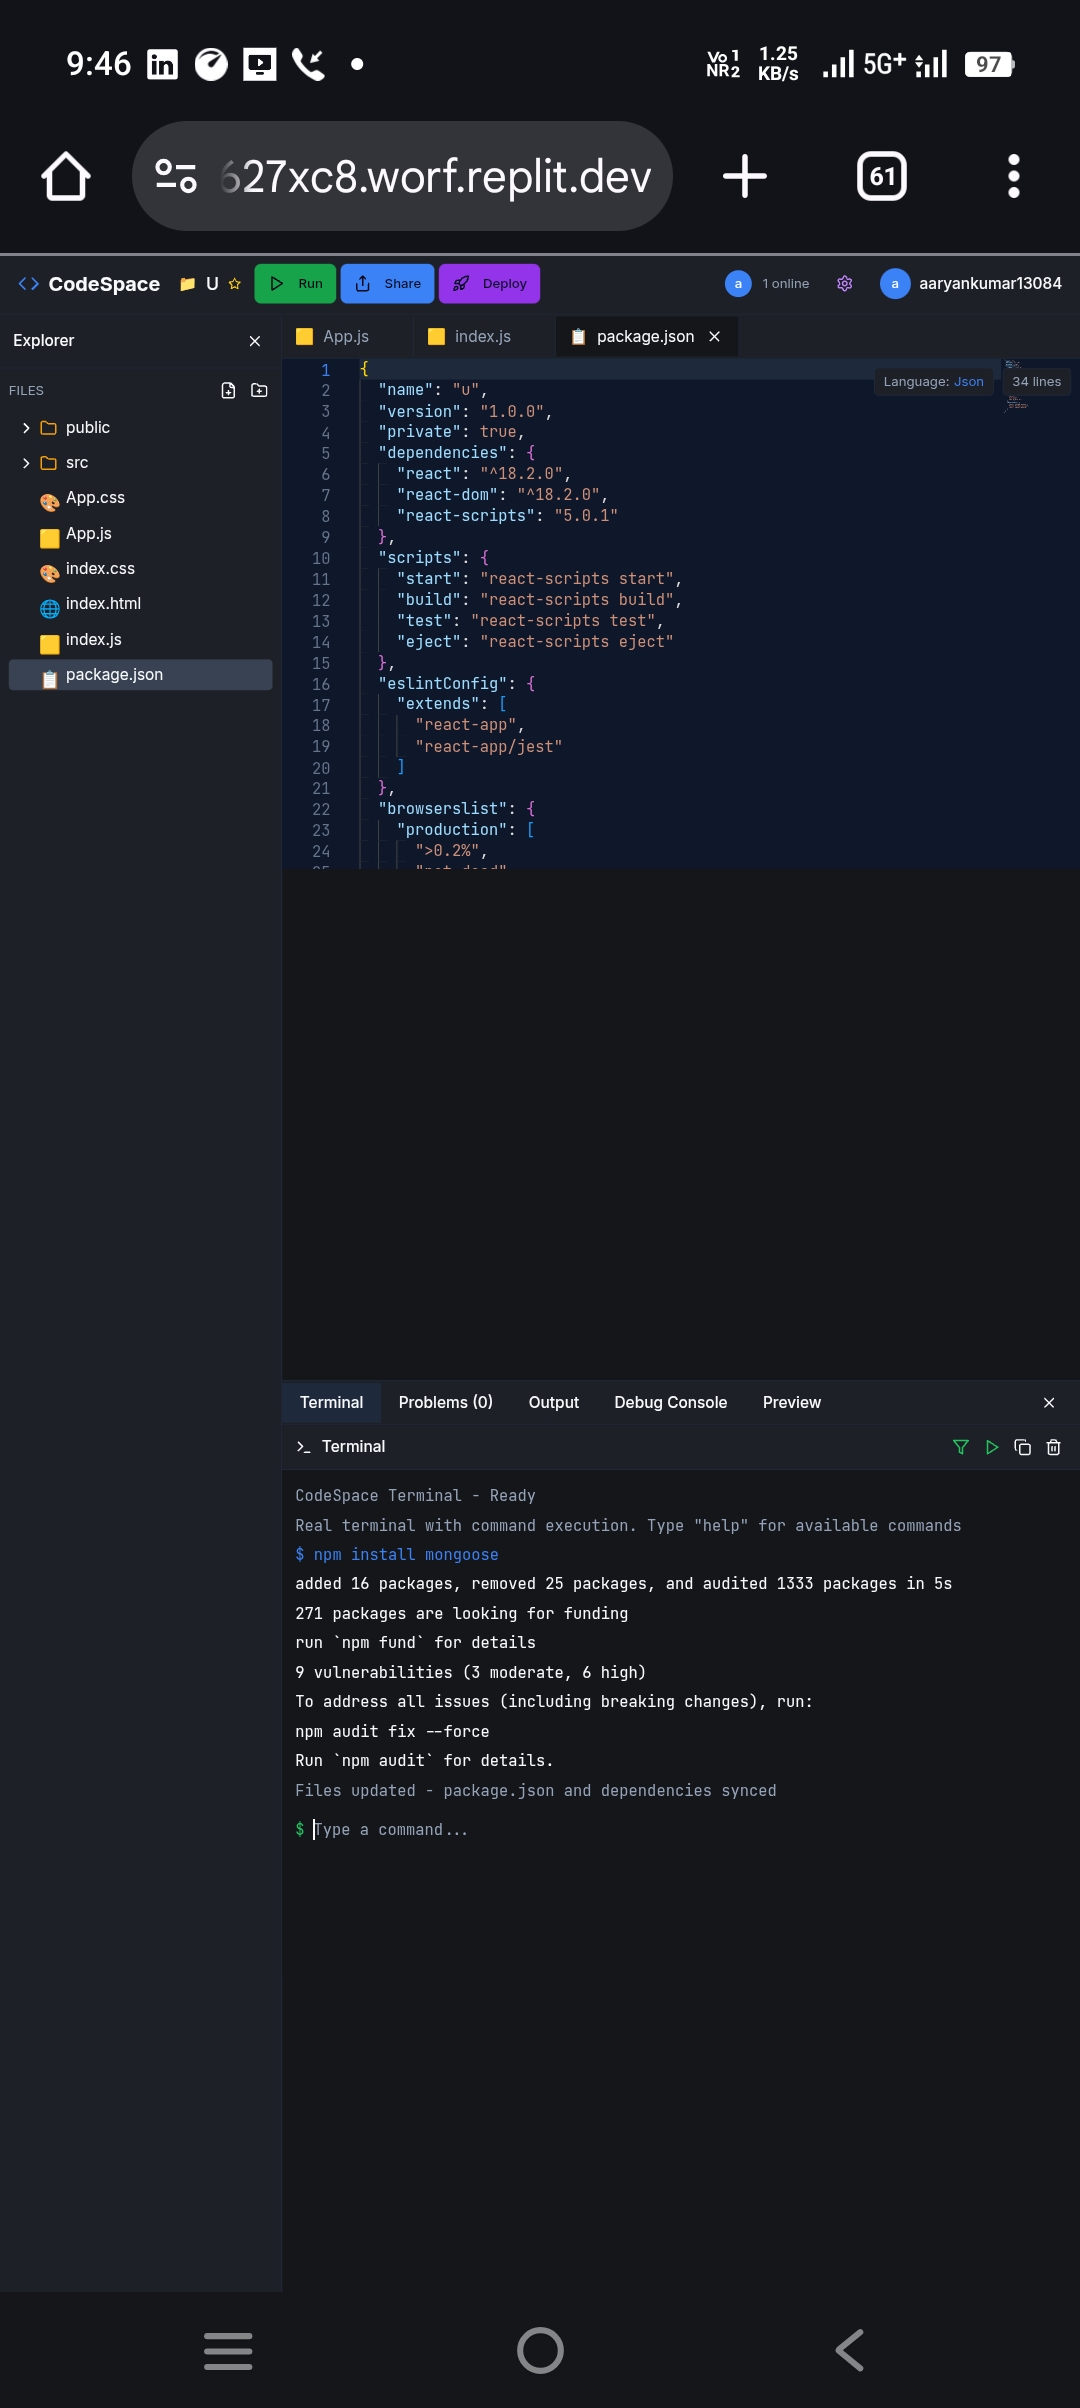 9:46
Vo 1
NR2
1.25
KB/s
5G+
97
627xc8.worf.replit.dev
61
CodeSpace
U
Run
Share
Deploy
a
1 online
a
aaryankumar13084
Explorer
App.js
index.js
package.json
FILES
public
src
App.css
App.js
index.css
index.html
index.js
package.json
Language: Json
34 lines
1 {
2 "name": "u",
3 "version": "1.0.0",
4 "private": true,
5 "dependencies": {
6 "react": "^18.2.0",
7 "react-dom": "^18.2.0",
8 "react-scripts": "5.0.1"
9 },
10 "scripts": {
11 "start": "react-scripts start",
12 "build": "react-scripts build",
13 "test": "react-scripts test",
14 "eject": "react-scripts eject"
15 },
16 "eslintConfig": {
17 "extends": [
18 "react-app",
19 "react-app/jest"
20 ]
21 },
22 "browserslist": {
23 "production": [
24 ">0.2%",
Terminal
Problems (0)
Output
Debug Console
Preview
Terminal
CodeSpace Terminal - Ready
Real terminal with command execution. Type "help" for available commands
$ npm install mongoose
added 16 packages, removed 25 packages, and audited 1333 packages in 5s
271 packages are looking for funding
run `npm fund` for details
9 vulnerabilities (3 moderate, 6 high)
To address all issues (including breaking changes), run:
npm audit fix --force
Run `npm audit` for details.
Files updated - package.json and dependencies synced
$ Type a command...